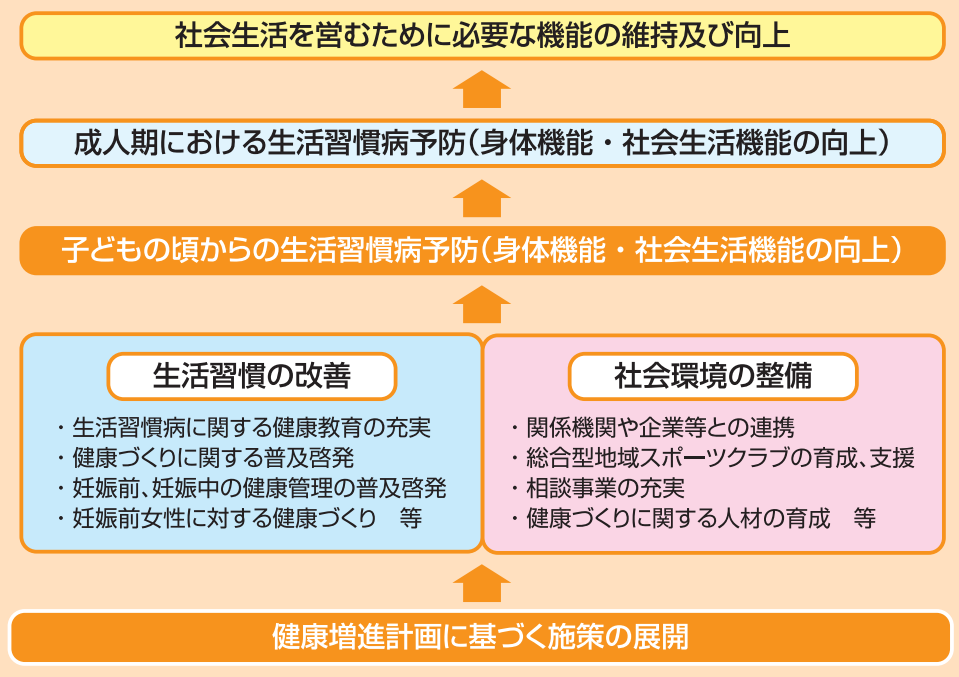 社会生活を営むために必要な機能の維持及び向上
成人期における生活習慣病予防(身体機能・社会生活機能の向上)
子どもの頃からの生活習慣病予防(身体機能・社会生活機能の向上)
生活習慣の改善
・生活習慣病に関する健康教育の充実
・健康づくりに関する普及啓発
・妊娠前、妊娠中の健康管理の普及啓発
・妊娠前女性に対する健康づくり　等
社会環境の整備
・関係機関や企業等との連携
・総合型地域スポーツクラブの育成、支援
・相談事業の充実
・健康づくりに関する人材の育成　等
健康増進計画に基づく施策の展開